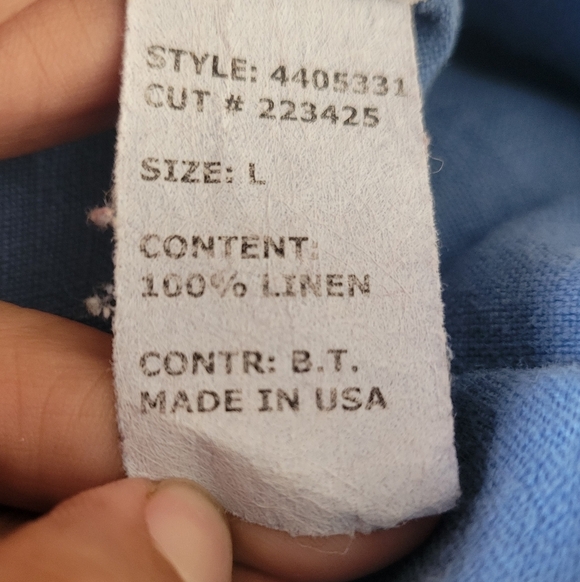 STYLE: 4405331
CUT # 223425
SIZE: L
CONTENT:
100% LINEN
CONTR: B.T.
MADE IN USA